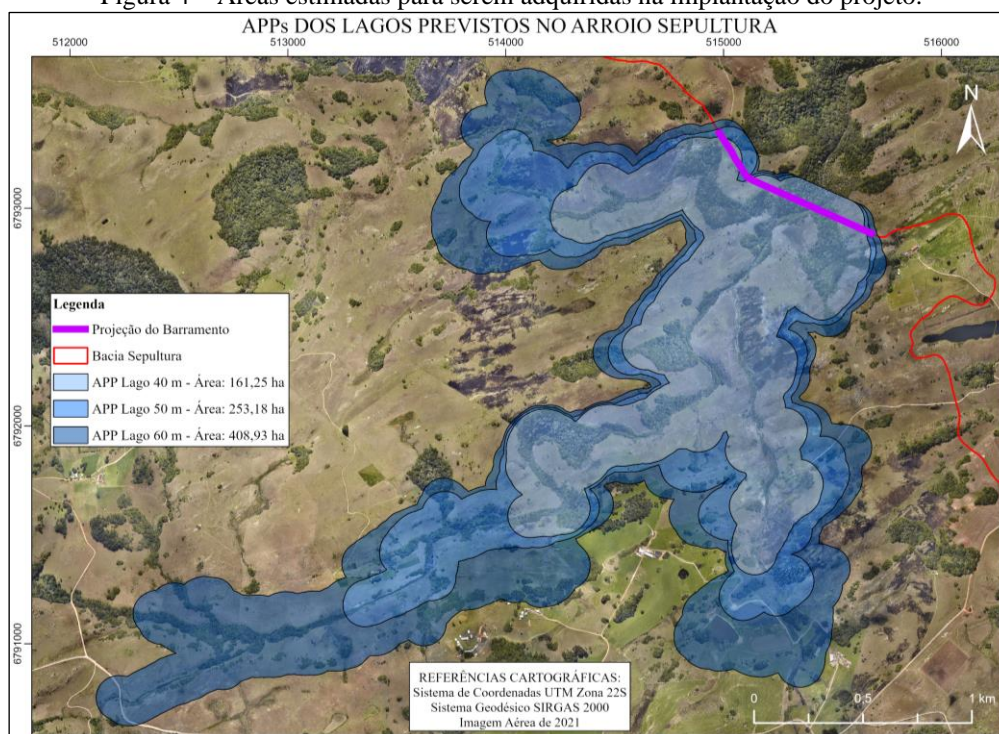 Figura 4 – Áreas estimadas para serem adquiridas na implantação do projeto.
APPs DOS LAGOS PREVISTOS NO ARROIO SEPULTURA
512000
513000
514000
515000
516000
N
6793000
6792000
6791000
Legenda
Projeção do Barramento
Bacia Sepultura
APP Lago 40 m - Área: 161,25 ha
APP Lago 50 m - Área: 253,18 ha
APP Lago 60 m - Área: 408,93 ha
REFERÊNCIAS CARTOGRÁFICAS:
Sistema de Coordenadas UTM Zona 22S
Sistema Geodésico SIRGAS 2000
Imagem Aérea de 2021
0 0,5 1 km